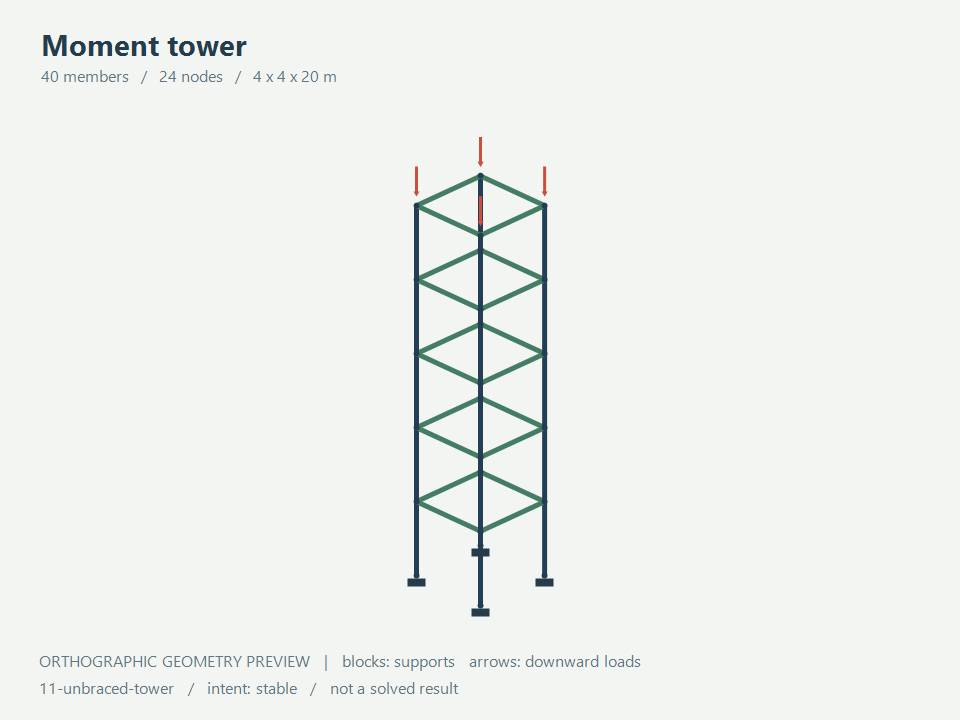 Moment tower
40 members / 24 nodes / 4 x 4 x 20 m
ORTHOGRAPHIC GEOMETRY PREVIEW | blocks: supports arrows: downward loads
11-unbraced-tower / intent: stable / not a solved result